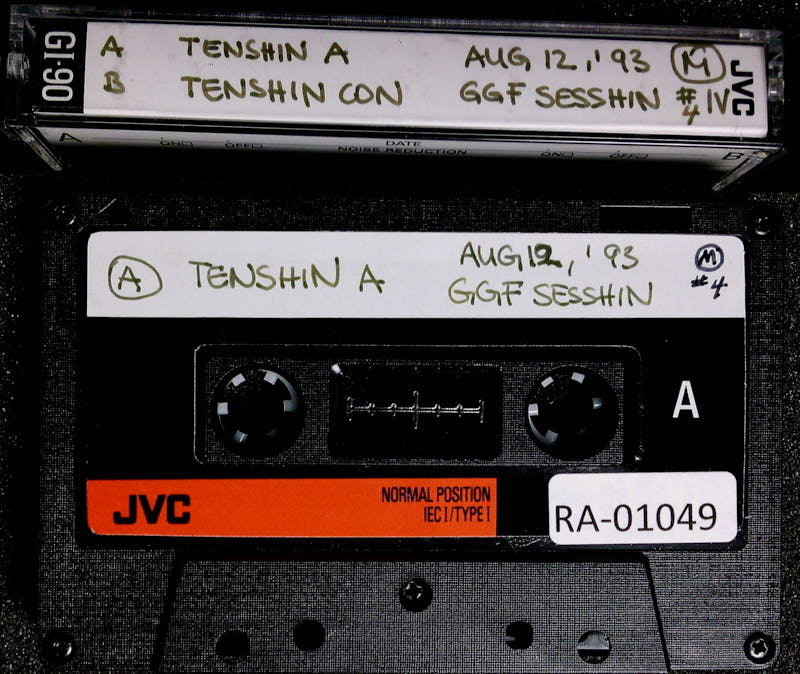 GI-90
A TENSHIN A AUG 12, '93 M
B TENSHIN CON GGF SESSHIN #4 IV
JVC
A ON OFF DATE NOISE REDUCTION ON OFF B
A TENSHIN A AUG 12, '93 M
GGF SESSHIN #4
A
JVC NORMAL POSITION
IEC I/TYPE I
RA-01049